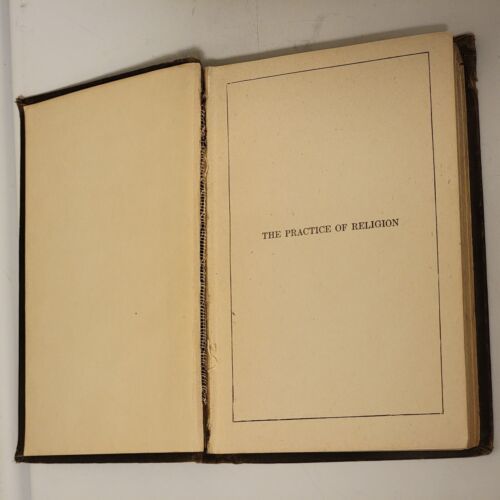 THE PRACTICE OF RELIGION